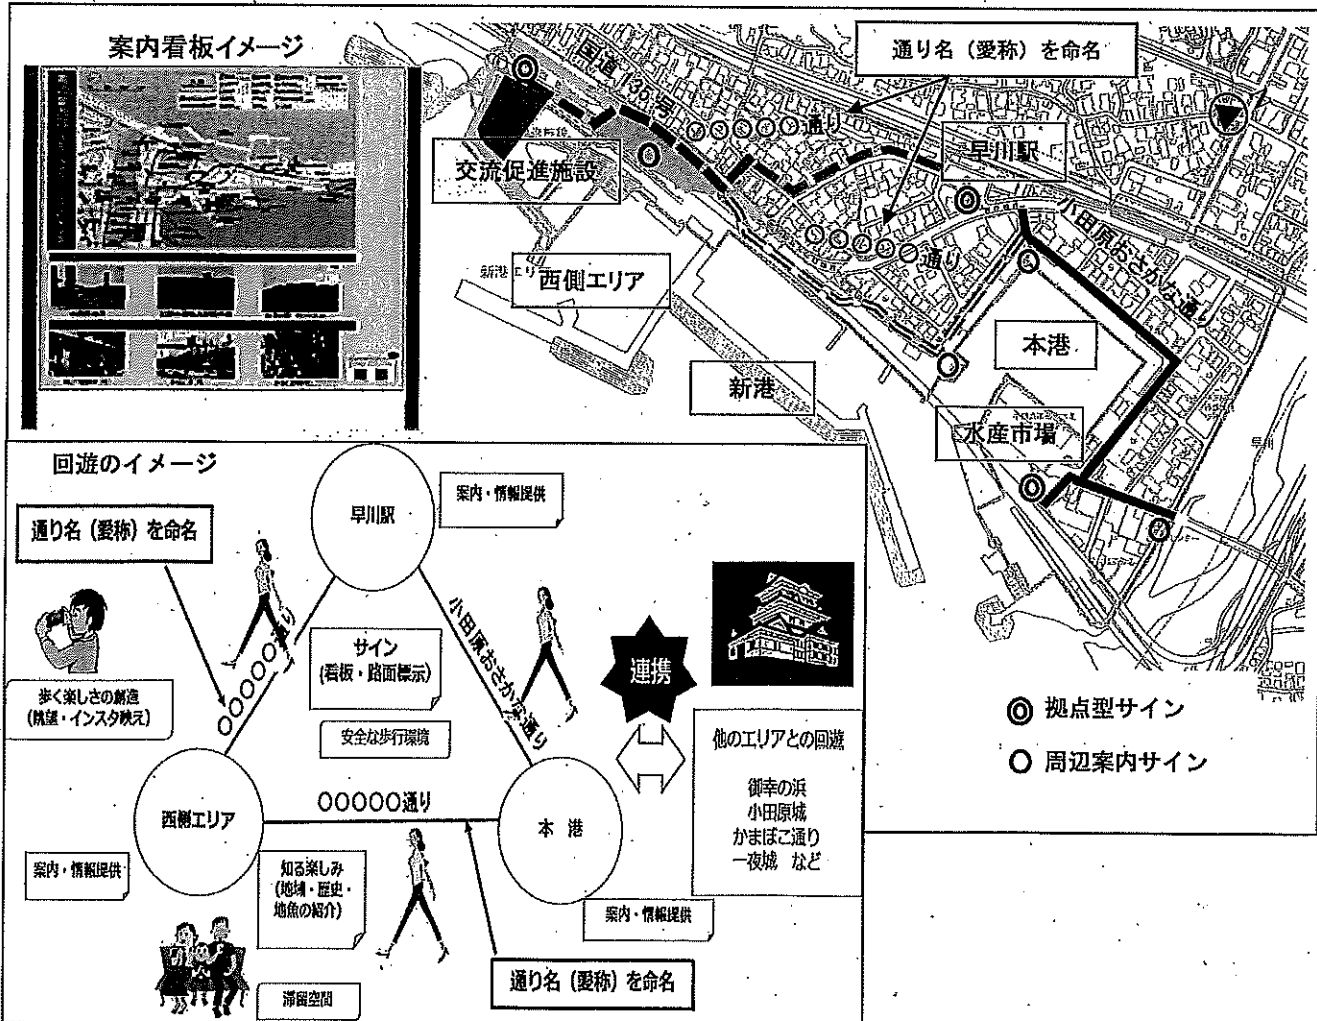 案内看板イメージ
通り名（愛称）を命名
国道135号
○○○○○通り
早川駅
交流促進施設
小田原おさかな通り
○○○○○通り
西側エリア
本港
新港
水産市場
早川
◎ 拠点型サイン
○ 周辺案内サイン
回遊のイメージ
早川駅
案内・情報提供
通り名（愛称）を命名
○○○○○通り
サイン
(看板・路面標示)
小田原おさかな通り
連携
歩く楽しさの創造
(眺望・インスタ映え)
安全な歩行環境
他のエリアとの回遊
御幸の浜
小田原城
かまぼこ通り
一夜城 など
西側エリア
○○○○○通り
本 港
案内・情報提供
知る楽しみ
(地域・歴史・
地魚の紹介)
案内・情報提供
通り名（愛称）を命名
滞留空間